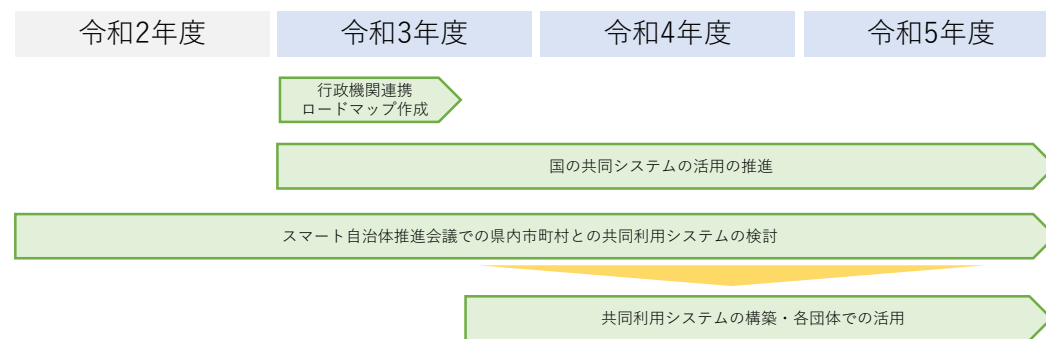 令和2年度
令和3年度
令和4年度
令和5年度
行政機関連携
ロードマップ作成
国の共同システムの活用の推進
スマート自治体推進会議での県内市町村との共同利用システムの検討
共同利用システムの構築・各団体での活用